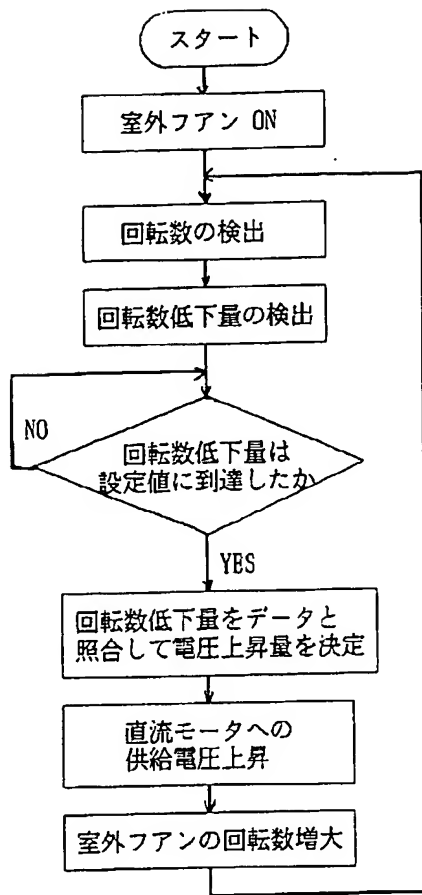 スタート
室外フアン ON
回転数の検出
回転数低下量の検出
NO
回転数低下量は
設定値に到達したか
YES
回転数低下量をデータと
照合して電圧上昇量を決定
直流モータへの
供給電圧上昇
室外フアンの回転数増大